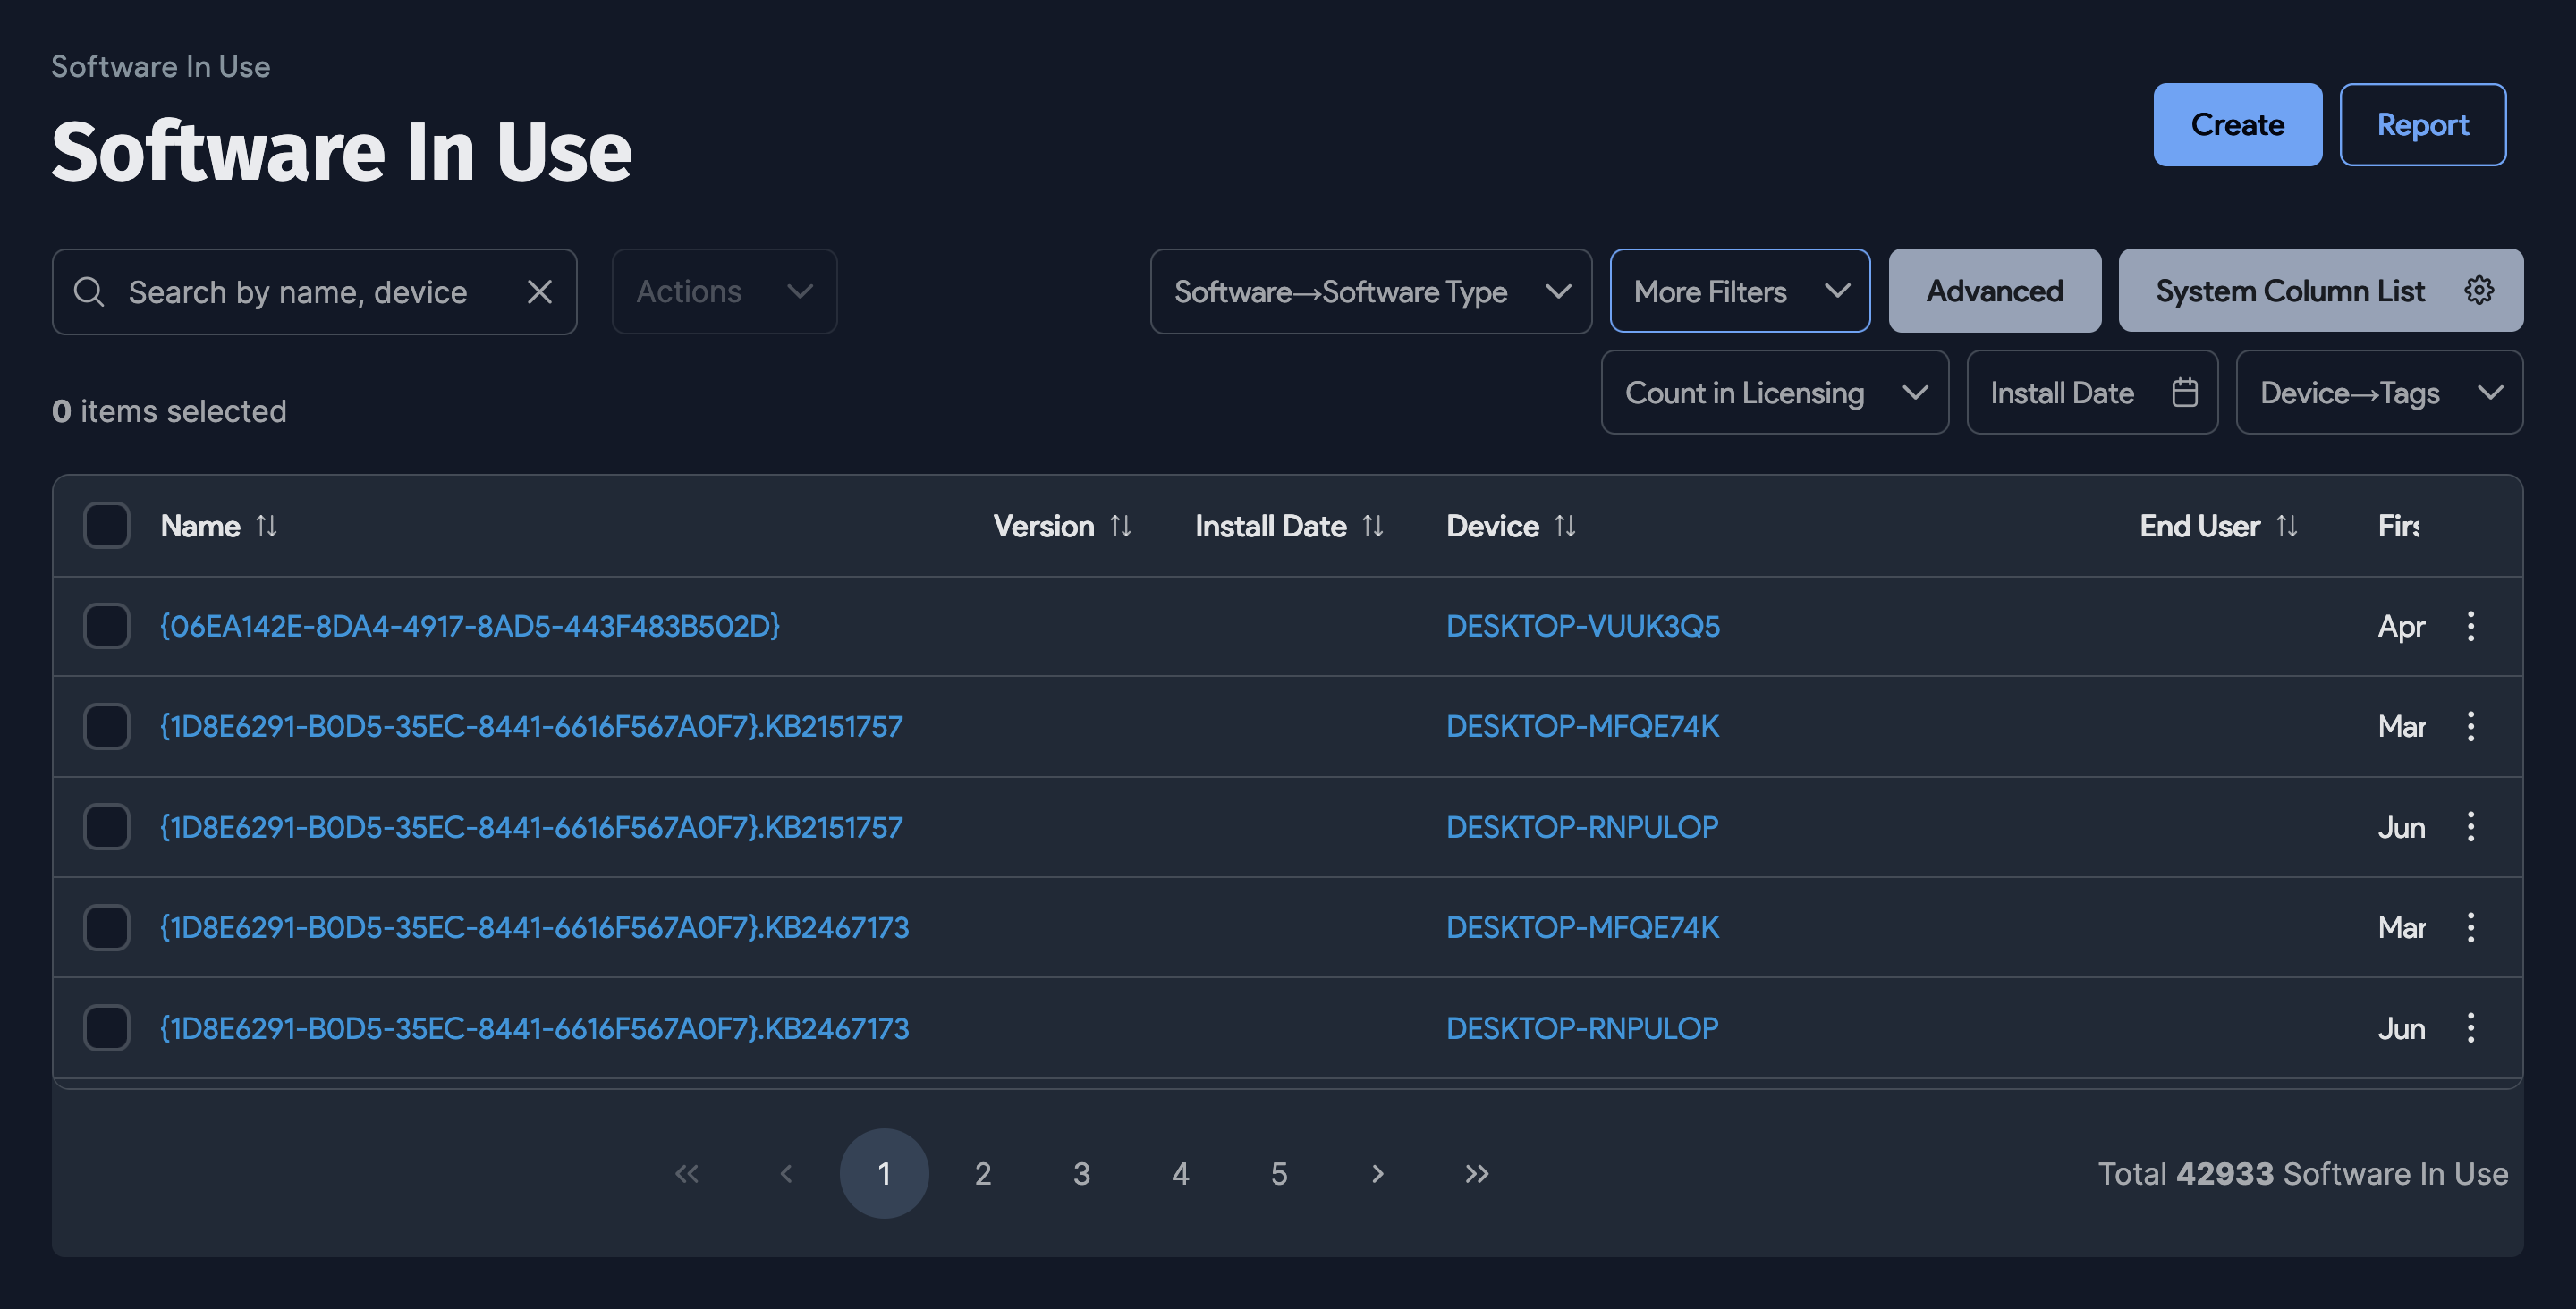 Software In Use
Software In Use
Create
Report
Search by name, device
Actions
Software→Software Type
More Filters
Advanced
System Column List
0 items selected
Count in Licensing
Install Date
Device→Tags
Name Version Install Date Device End User Firs
{06EA142E-8DA4-4917-8AD5-443F483B502D} DESKTOP-VUUK3Q5 Apr
{1D8E6291-B0D5-35EC-8441-6616F567A0F7}.KB2151757 DESKTOP-MFQE74K Mar
{1D8E6291-B0D5-35EC-8441-6616F567A0F7}.KB2151757 DESKTOP-RNPULOP Jun
{1D8E6291-B0D5-35EC-8441-6616F567A0F7}.KB2467173 DESKTOP-MFQE74K Mar
{1D8E6291-B0D5-35EC-8441-6616F567A0F7}.KB2467173 DESKTOP-RNPULOP Jun
1 2 3 4 5
Total 42933 Software In Use